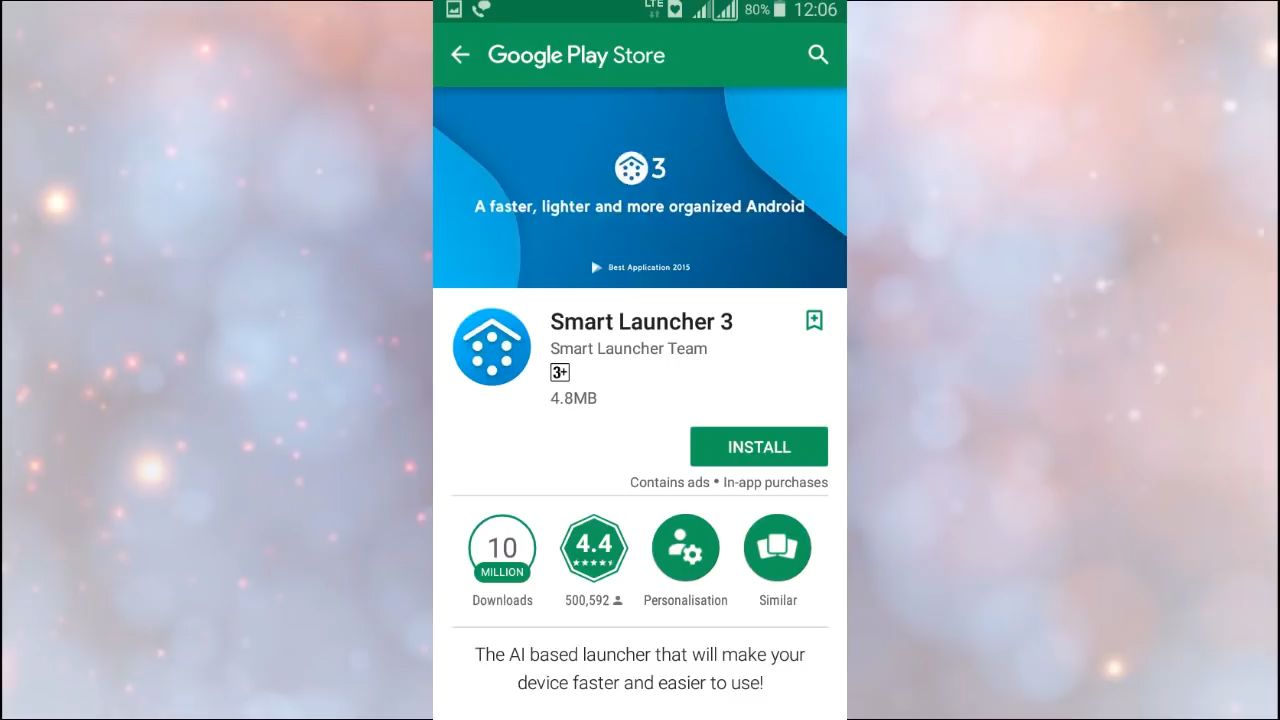 LTE 80% 12:06
Google Play Store
3
A faster, lighter and more organized Android
Best Application 2015
Smart Launcher 3
Smart Launcher Team
3+
4.8MB
INSTALL
Contains ads • In-app purchases
10 MILLION
4.4
Downloads
500,592
Personalisation
Similar
The AI based launcher that will make your
device faster and easier to use!